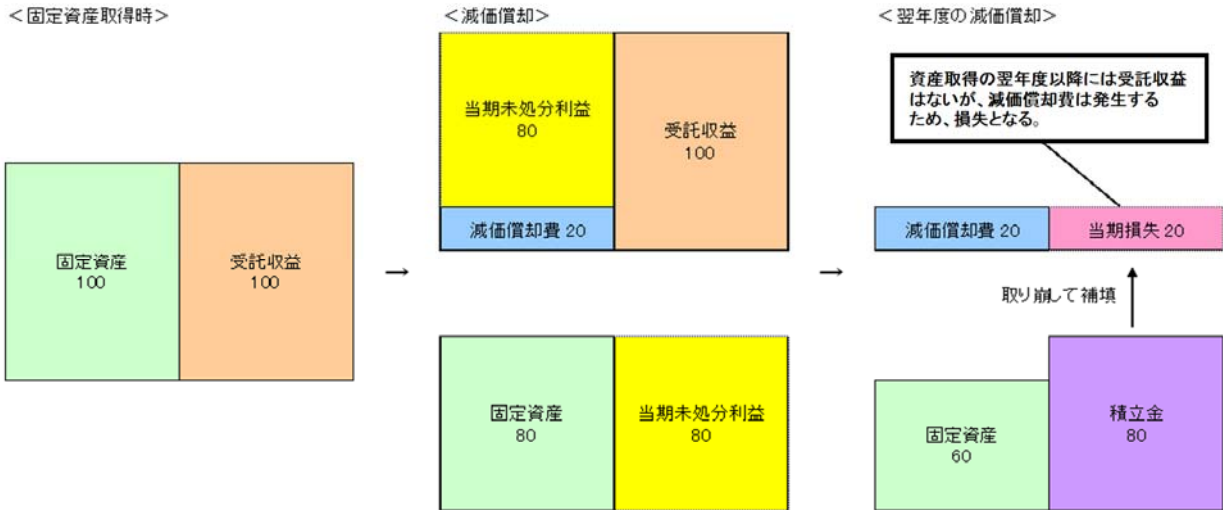 ＜固定資産取得時＞
固定資産
100
受託収益
100
→
＜減価償却＞
当期未処分利益
80
減価償却費 20
受託収益
100
固定資産
80
当期未処分利益
80
→
＜翌年度の減価償却＞
資産取得の翌年度以降には受託収益
はないが、減価償却費は発生する
ため、損失となる。
減価償却費 20
当期損失 20
取り崩して補填
固定資産
60
積立金
80